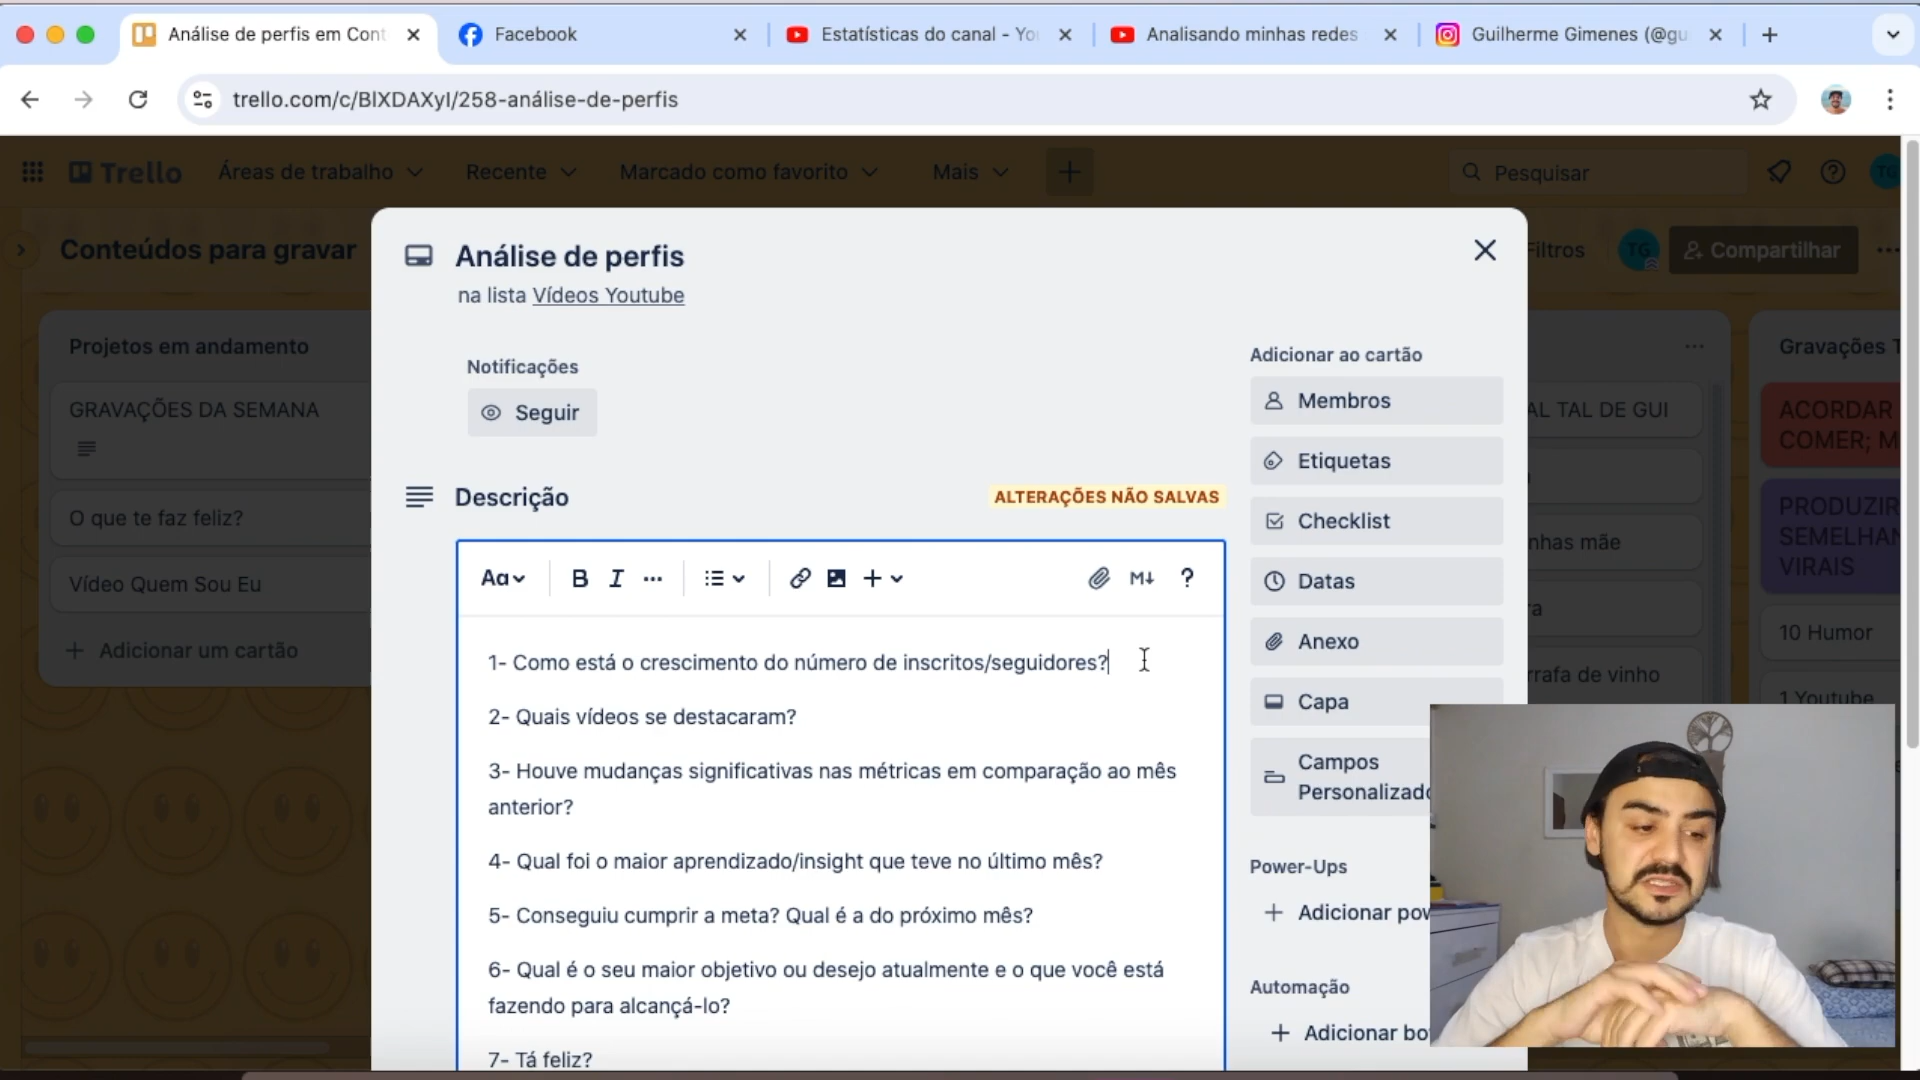 Análise de perfis em Cont
Facebook
Estatísticas do canal - You
Analisando minhas redes
Guilherme Gimenes (@gu
trello.com/c/BIXDAXyI/258-análise-de-perfis
Trello
Áreas de trabalho
Recente
Marcado como favorito
Mais
Pesquisar
TG
Conteúdos para gravar
Filtros
TG
Compartilhar
Projetos em andamento
GRAVAÇÕES DA SEMANA
O que te faz feliz?
Vídeo Quem Sou Eu
+ Adicionar um cartão
Análise de perfis
na lista Vídeos Youtube
Notificações
Seguir
Descrição
ALTERAÇÕES NÃO SALVAS
Aa
B I
M↓ ?
1- Como está o crescimento do número de inscritos/seguidores?
2- Quais vídeos se destacaram?
3- Houve mudanças significativas nas métricas em comparação ao mês
anterior?
4- Qual foi o maior aprendizado/insight que teve no último mês?
5- Conseguiu cumprir a meta? Qual é a do próximo mês?
6- Qual é o seu maior objetivo ou desejo atualmente e o que você está
fazendo para alcançá-lo?
7- Tá feliz?
Adicionar ao cartão
Membros
Etiquetas
Checklist
Datas
Anexo
Capa
Campos
Personalizado
Power-Ups
+ Adicionar pow
Automação
+ Adicionar bo
AL TAL DE GUI
nhas mãe
ra
rrafa de vinho
Gravações T
ACORDAR
COMER; M
PRODUZIR
SEMELHAN
VIRAIS
10 Humor
1 Youtube